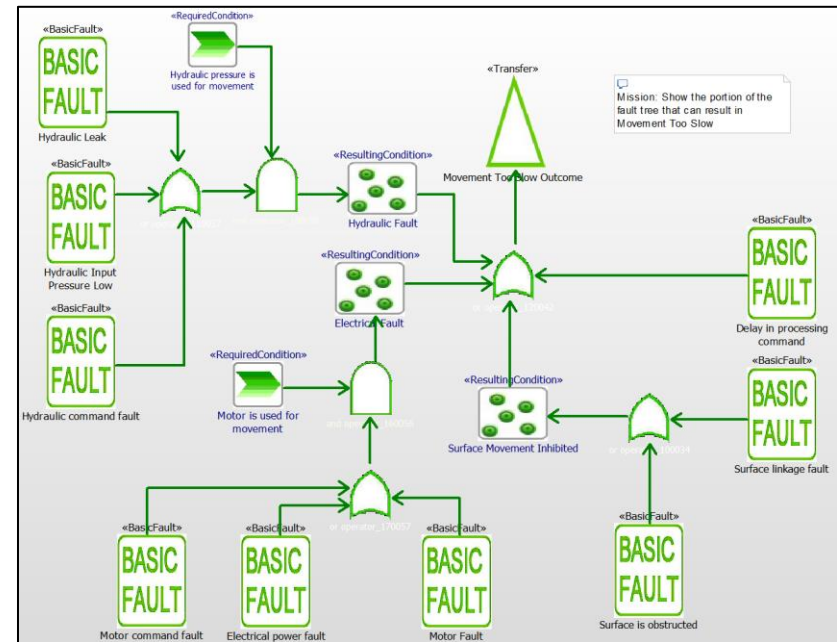 «BasicFault»
BASIC
FAULT
Hydraulic Leak
«RequiredCondition»
Hydraulic pressure is
used for movement
«Transfer»
Movement Too Slow Outcome
Mission: Show the portion of the
fault tree that can result in
Movement Too Slow
«BasicFault»
BASIC
FAULT
Hydraulic Input
Pressure Low
«ResultingCondition»
Hydraulic Fault
«BasicFault»
BASIC
FAULT
Delay in processing
command
«ResultingCondition»
Electrical Fault
BASIC
FAULT
Hydraulic command fault
«RequiredCondition»
Motor is used for
movement
«ResultingCondition»
Surface Movement Inhibited
«BasicFault»
BASIC
FAULT
Surface linkage fault
or operator_170057
«BasicFault»
BASIC
FAULT
Motor command fault
«BasicFault»
BASIC
FAULT
Electrical power fault
«BasicFault»
BASIC
FAULT
Motor Fault
«BasicFault»
BASIC
FAULT
Surface is obstructed